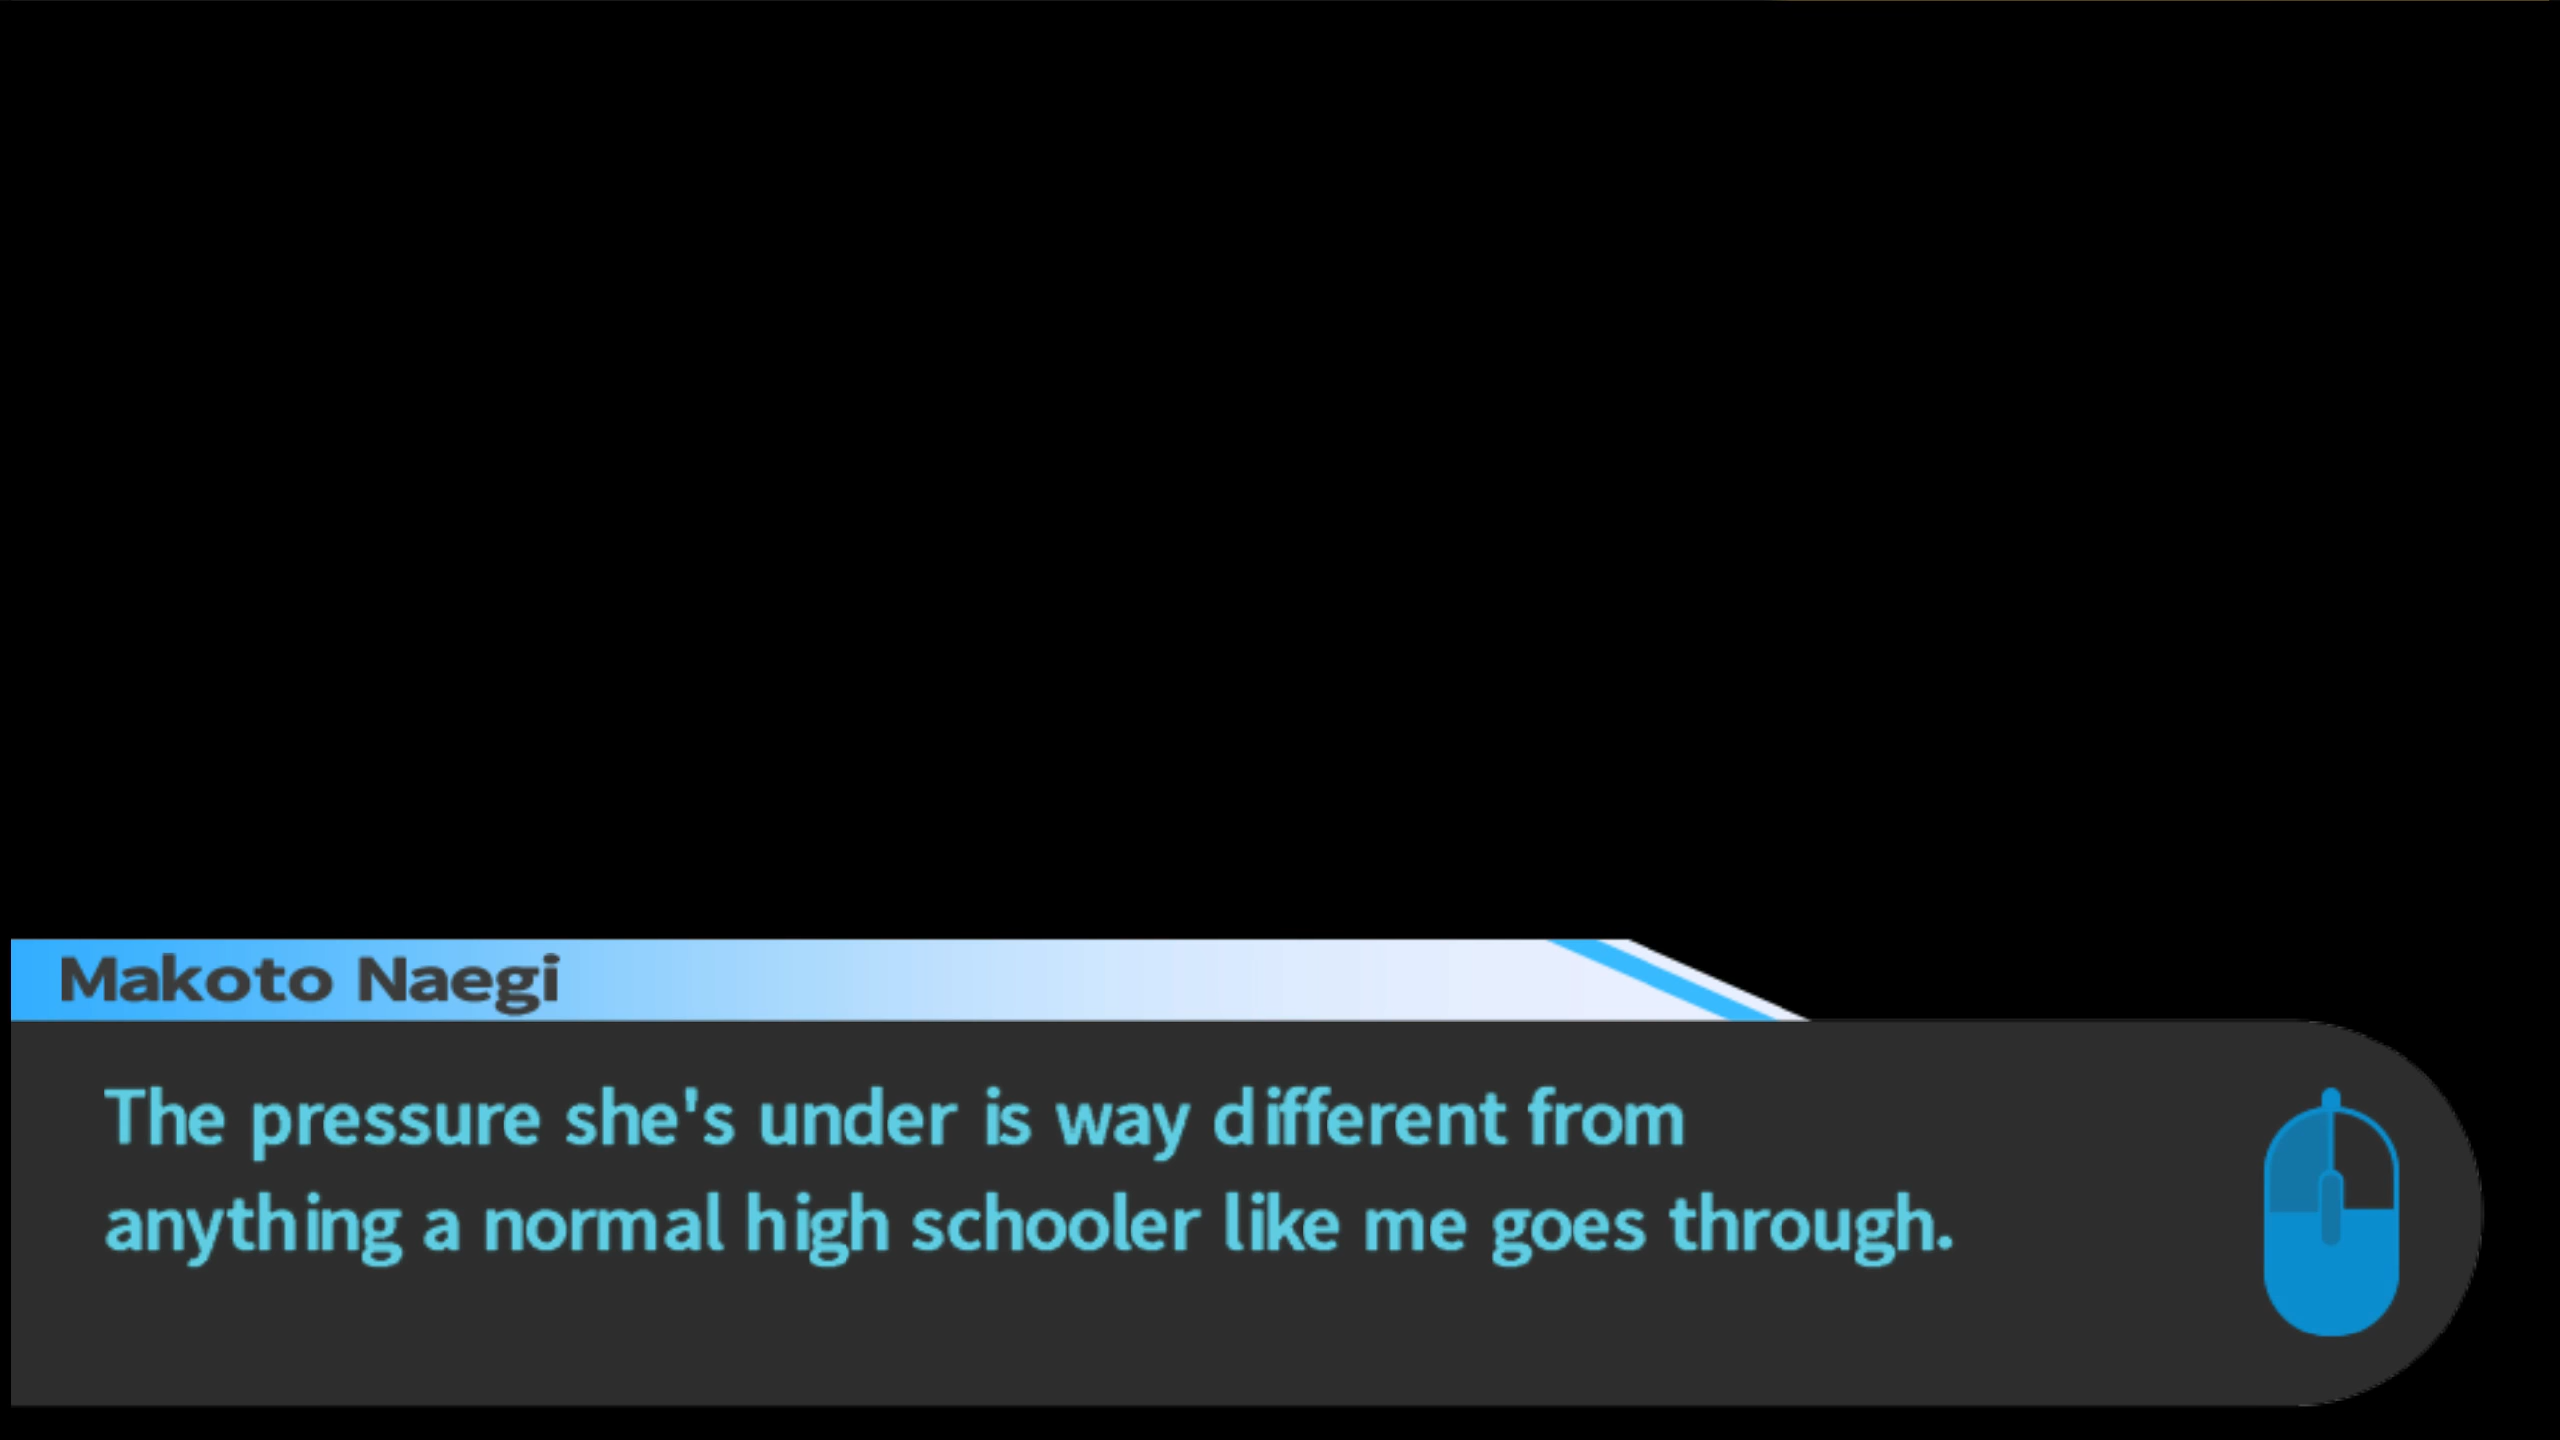 Makoto Naegi
The pressure she's under is way different from
anything a normal high schooler like me goes through.